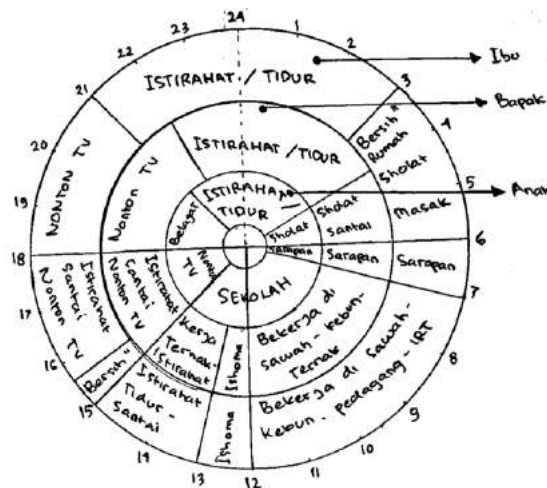 24
1
2
3
4
5
6
7
8
9
10
11
12
13
14
15
16
17
18
19
20
21
22
23
Ibu
Bapak
Anak
ISTIRAHAT / TIDUR
Bersih"
Rumah
Sholat
Masak
Sarapan
Bekerja di sawah -
Kebun - pedagang - IRT
Ishoma
Istirahat
Tidur -
Santai
Bersih"
Istirahat
Santai
Nonton TV
NONTON TV
ISTIRAHAT / TIDUR
Sholat
Santai
Sarapan
Bekerja di
sawah - kebun -
Ternak
Ishoma
Kerja
Ternak -
Istirahat
Istirahat
Santai
Nonton TV
NONTON TV
ISTIRAHAT /
TIDUR
Sholat
Sarapan
SEKOLAH
Nonton
TV
Belajar